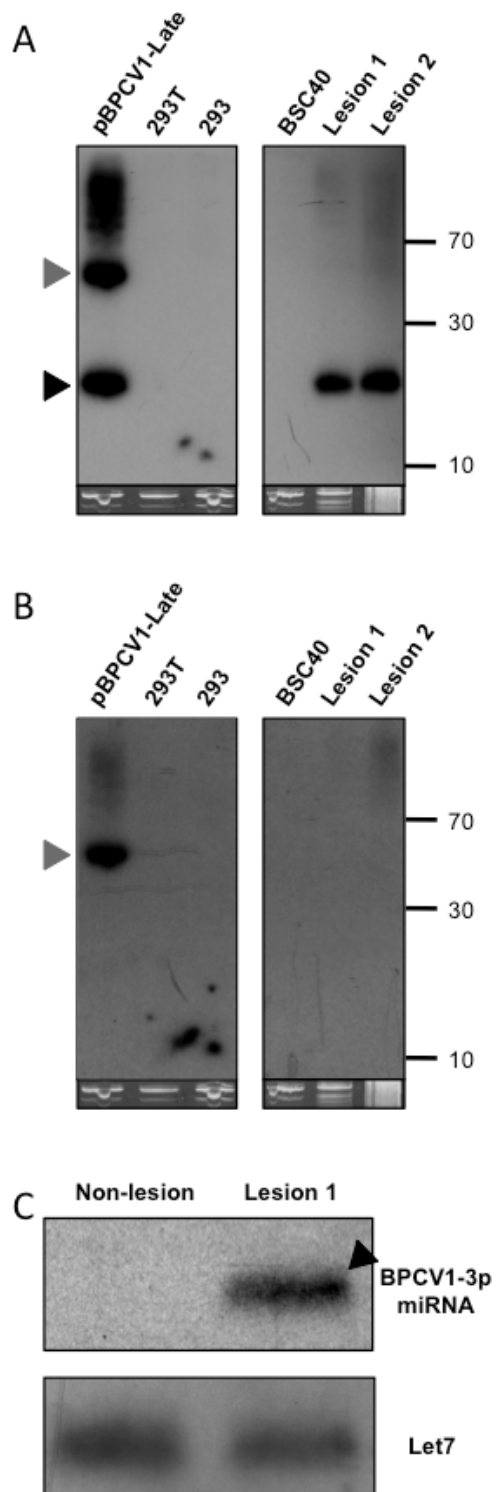 A
pBPCV1-Late
293T
293
BSC40
Lesion 1
Lesion 2
70
30
10
B
pBPCV1-Late
293T
293
BSC40
Lesion 1
Lesion 2
70
30
10
C
Non-lesion
Lesion 1
BPCV1-3p
miRNA
Let7